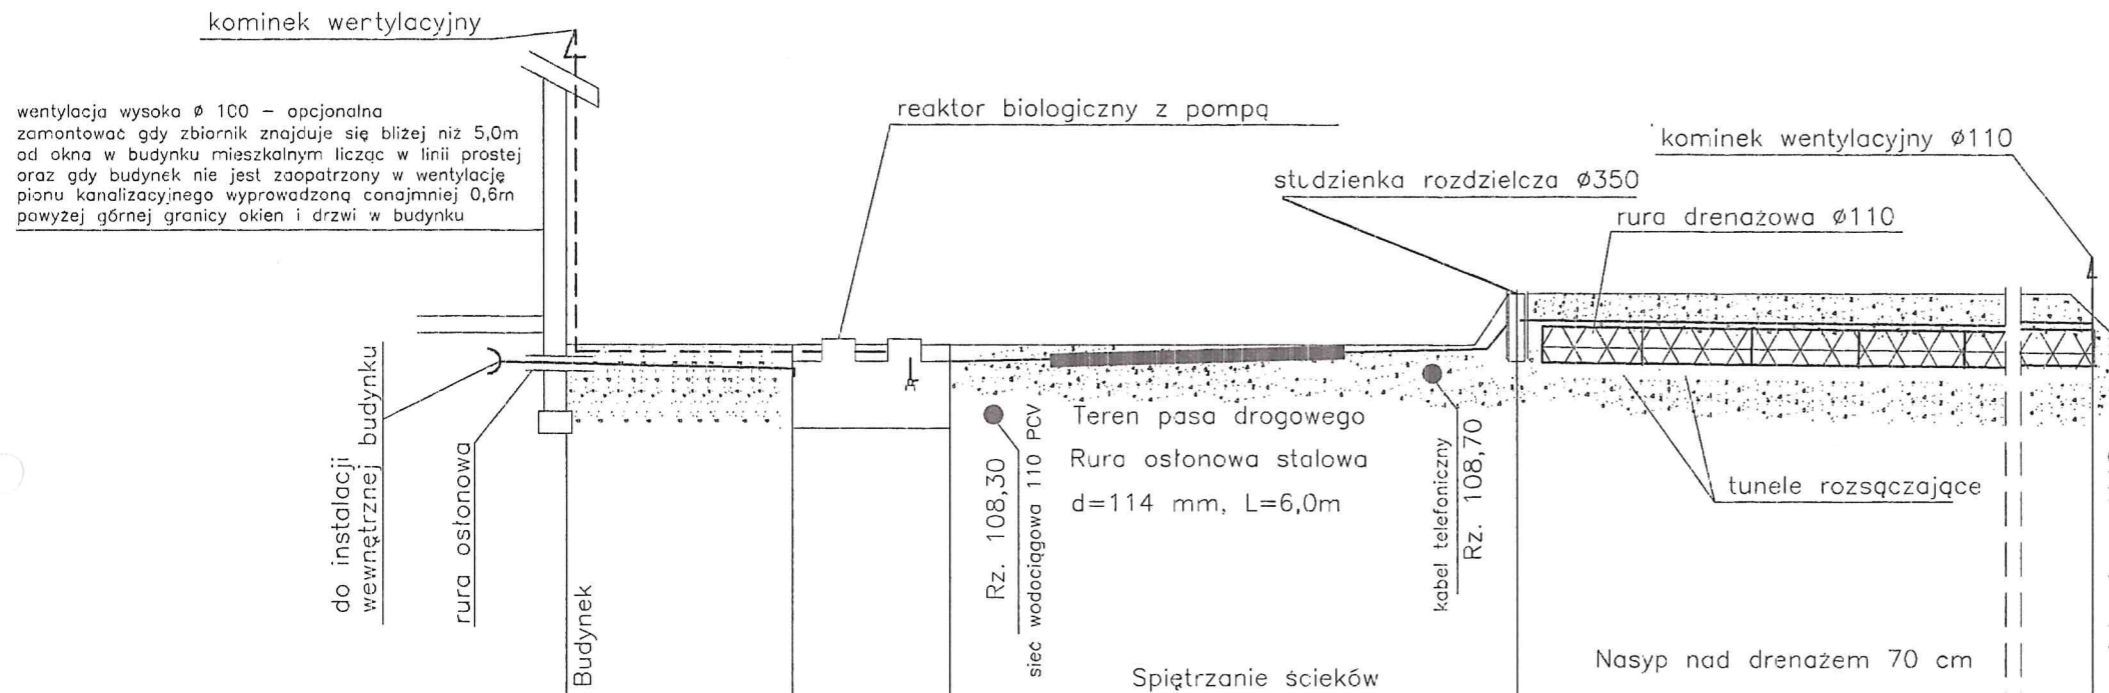 kominek wertylacyjny
wentylacja wysoka ø 100 – opcjonalna
zamontować gdy zbiornik znajduje się bliżej niż 5,0m
od okna w budynku mieszkalnym licząc w linii prostej
oraz gdy budynek nie jest zaopatrzony w wentylację
pionu kanalizacyjnego wyprowadzoną conajmniej 0,6m
powyżej górnej granicy okien i drzwi w budynku
reaktor biologiczny z pompą
kominek wentylacyjny ø110
studzienka rozdzielcza ø350
rura drenażowa ø110
do instalacji
wewnętrznej budynku
rura osłonowa
Budynek
Rz. 108,30
sieć wodociągowa 110 PCV
Teren pasa drogowego
Rura osłonowa stalowa
d=114 mm, L=6,0m
kabel telefoniczny
Rz. 108,70
tunele rozsączające
Spiętrzanie ścieków
Nasyp nad drenażem 70 cm